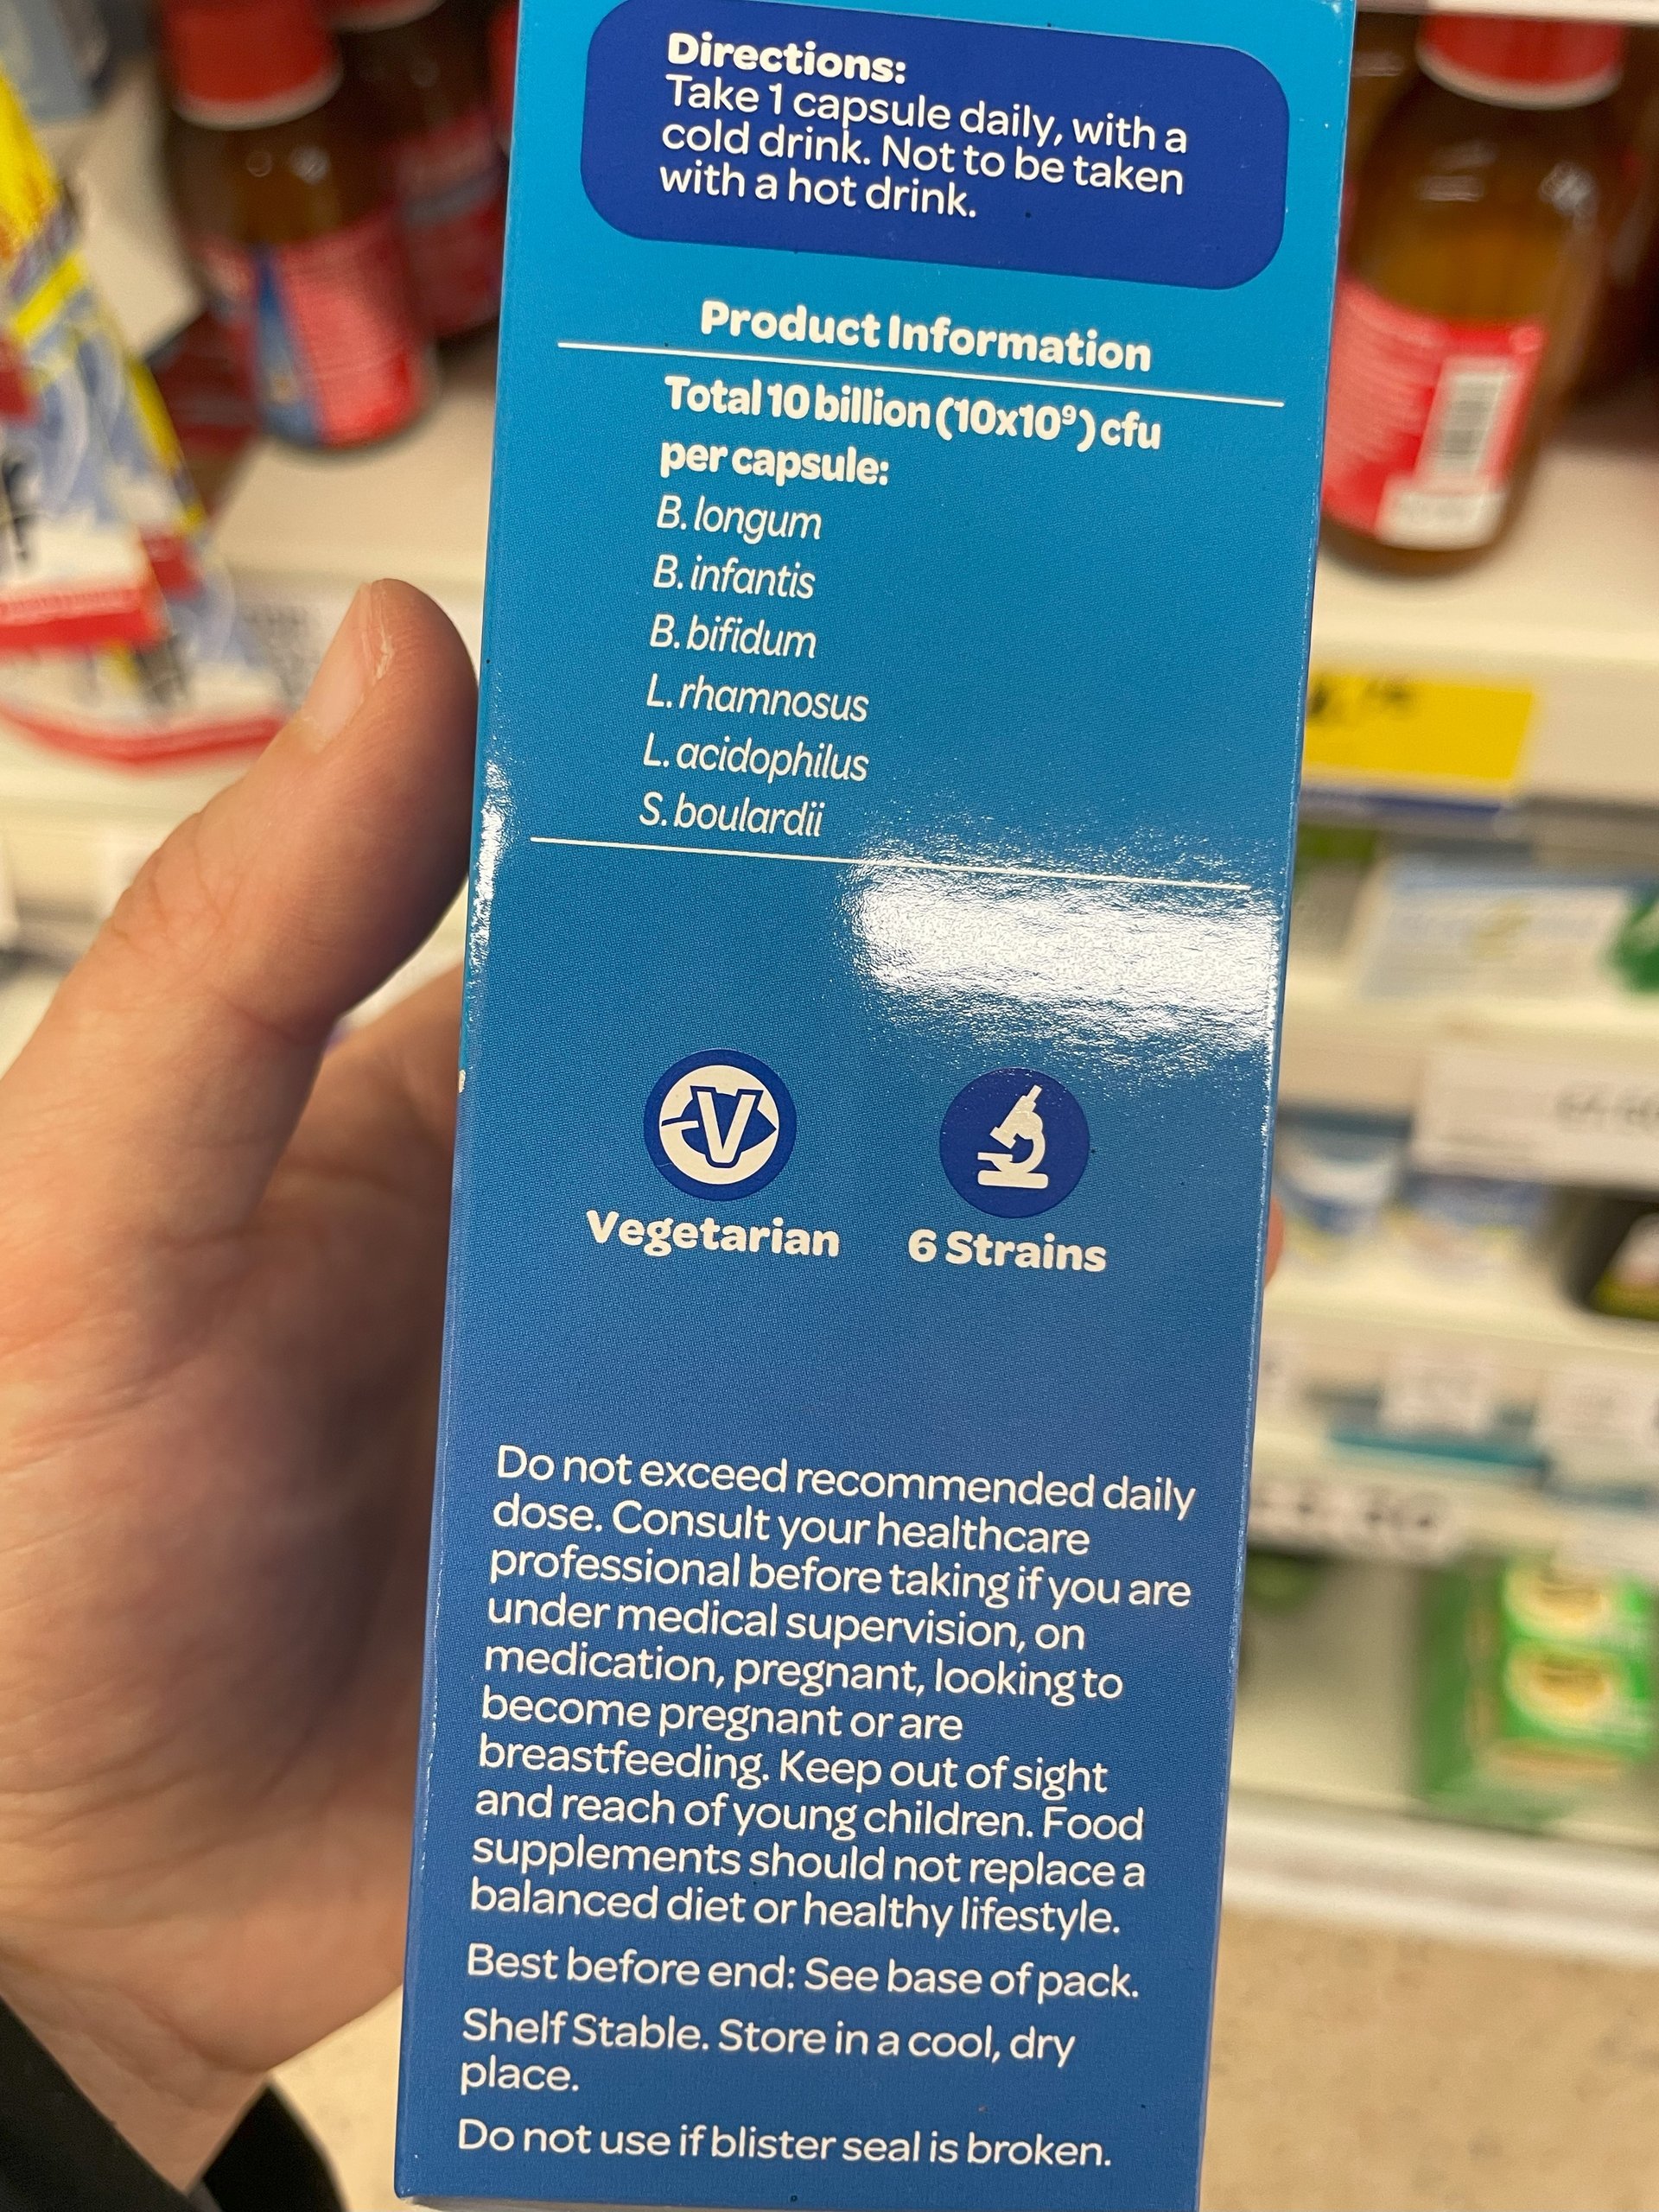 Directions:
Take 1 capsule daily, with a
cold drink. Not to be taken
with a hot drink.
Product Information
Total 10 billion (10x10⁹) cfu
per capsule:
B. longum
B. infantis
B. bifidum
L. rhamnosus
L. acidophilus
S. boulardii
V
Vegetarian
6 Strains
Do not exceed recommended daily
dose. Consult your healthcare
professional before taking if you are
under medical supervision, on
medication, pregnant, looking to
become pregnant or are
breastfeeding. Keep out of sight
and reach of young children. Food
supplements should not replace a
balanced diet or healthy lifestyle.
Best before end: See base of pack.
Shelf Stable. Store in a cool, dry
place.
Do not use if blister seal is broken.